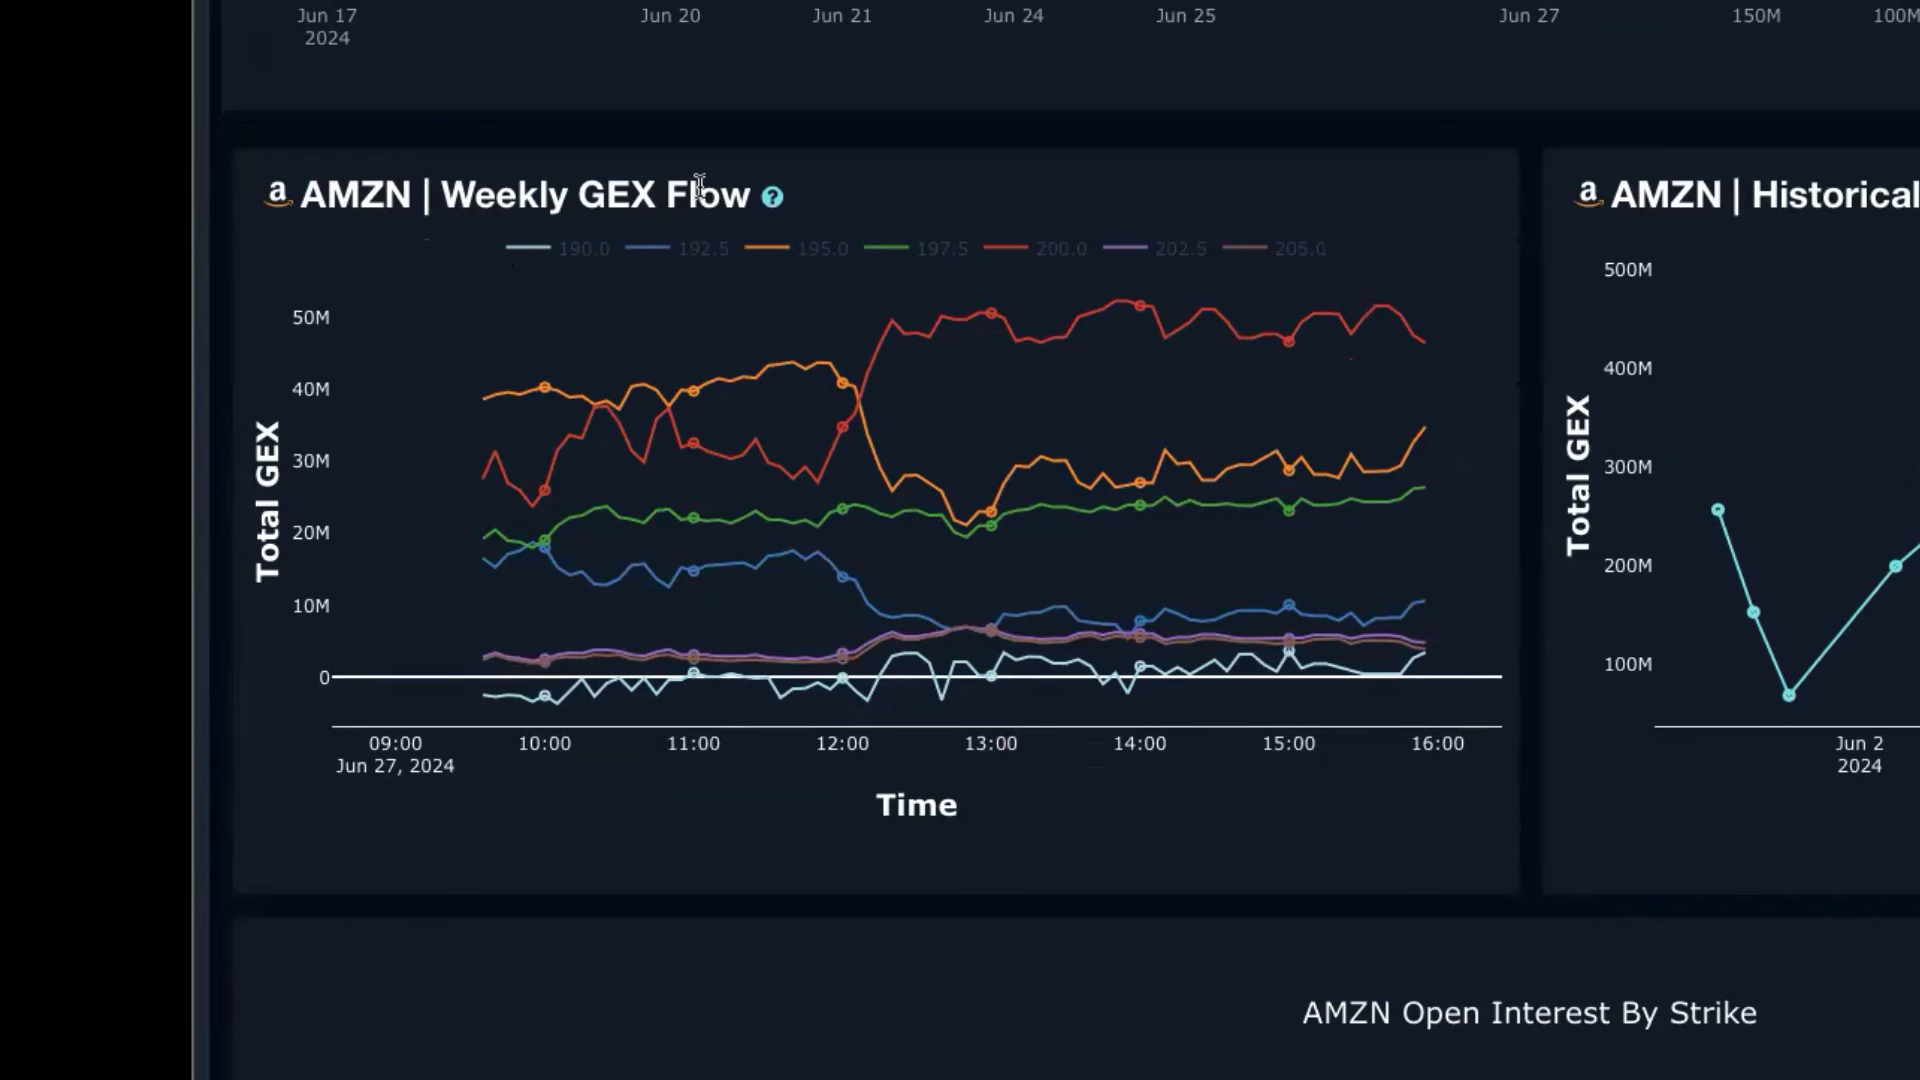 Jun 17 Jun 20 Jun 21 Jun 24 Jun 25 Jun 27 150M 100M
2024
a AMZN | Weekly GEX Flow ?
190.0 192.5 195.0 197.5 200.0 202.5 205.0
50M
40M
30M
20M
10M
0
Total GEX
09:00 10:00 11:00 12:00 13:00 14:00 15:00 16:00
Jun 27, 2024
Time
a AMZN | Historical
500M
400M
300M
200M
100M
Total GEX
Jun 2
2024
AMZN Open Interest By Strike